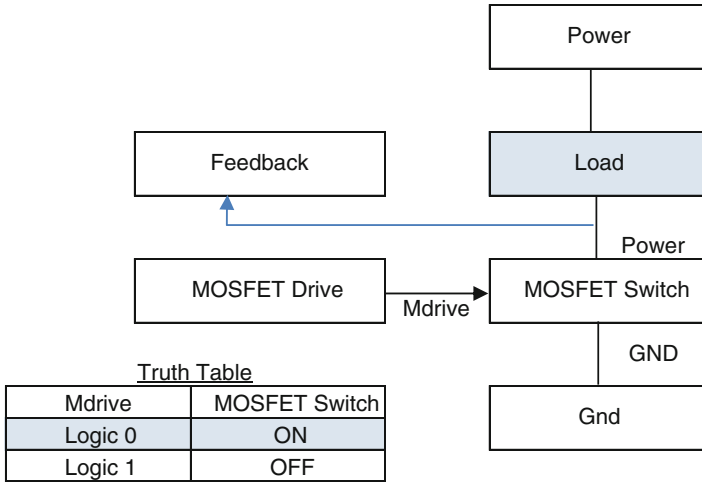 Power
Feedback
Load
Power
MOSFET Drive
Mdrive
MOSFET Switch
GND
Gnd
Truth Table
Mdrive MOSFET Switch
Logic 0 ON
Logic 1 OFF